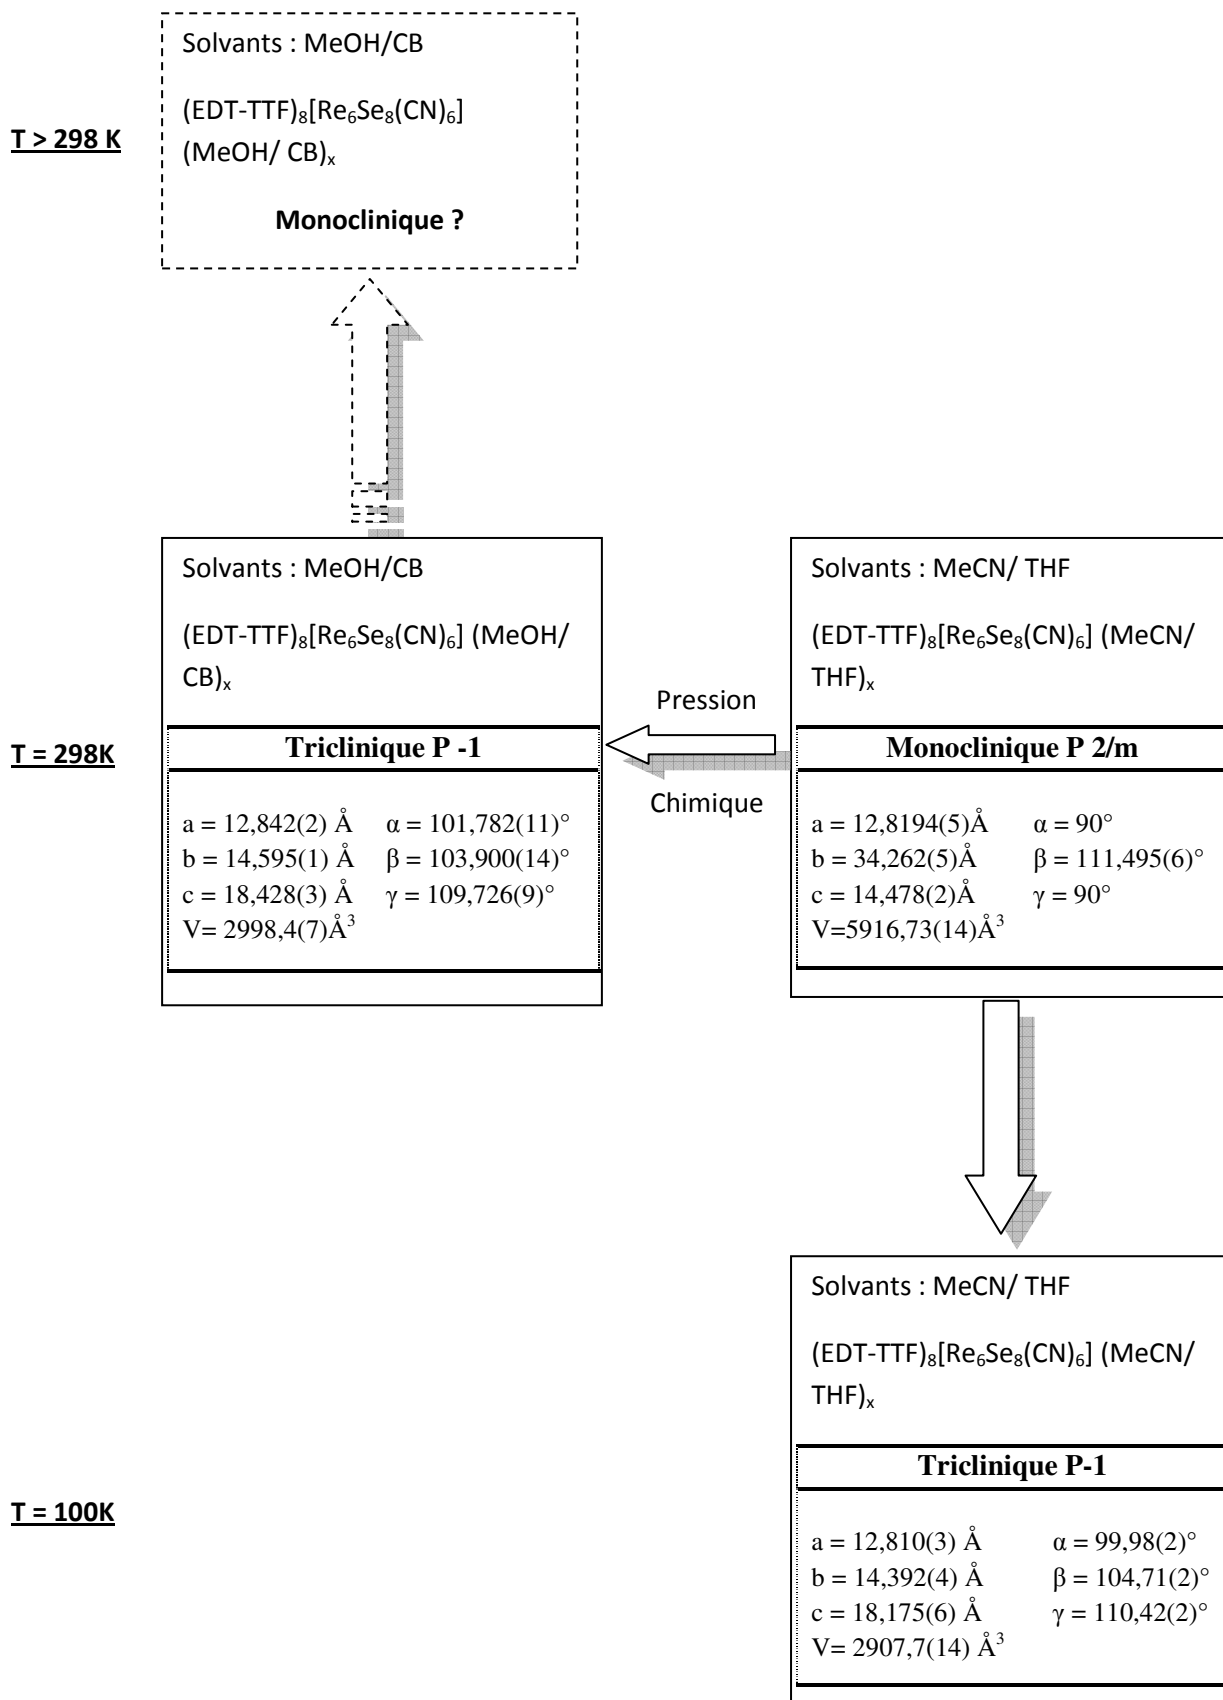 Solvants : MeOH/CB
(EDT-TTF)₈[Re₆Se₈(CN)₆]
(MeOH/ CB)ₓ
Monoclinique ?
T > 298 K
Solvants : MeOH/CB
(EDT-TTF)₈[Re₆Se₈(CN)₆] (MeOH/
CB)ₓ
Triclinique P -1
a = 12,842(2) Å α = 101,782(11)°
b = 14,595(1) Å β = 103,900(14)°
c = 18,428(3) Å γ = 109,726(9)°
V= 2998,4(7)Å³
T = 298K
Pression
Chimique
Solvants : MeCN/ THF
(EDT-TTF)₈[Re₆Se₈(CN)₆] (MeCN/
THF)ₓ
Monoclinique P 2/m
a = 12,8194(5)Å α = 90°
b = 34,262(5)Å β = 111,495(6)°
c = 14,478(2)Å γ = 90°
V=5916,73(14)Å³
Solvants : MeCN/ THF
(EDT-TTF)₈[Re₆Se₈(CN)₆] (MeCN/
THF)ₓ
Triclinique P-1
T = 100K
a = 12,810(3) Å α = 99,98(2)°
b = 14,392(4) Å β = 104,71(2)°
c = 18,175(6) Å γ = 110,42(2)°
V= 2907,7(14) Å³